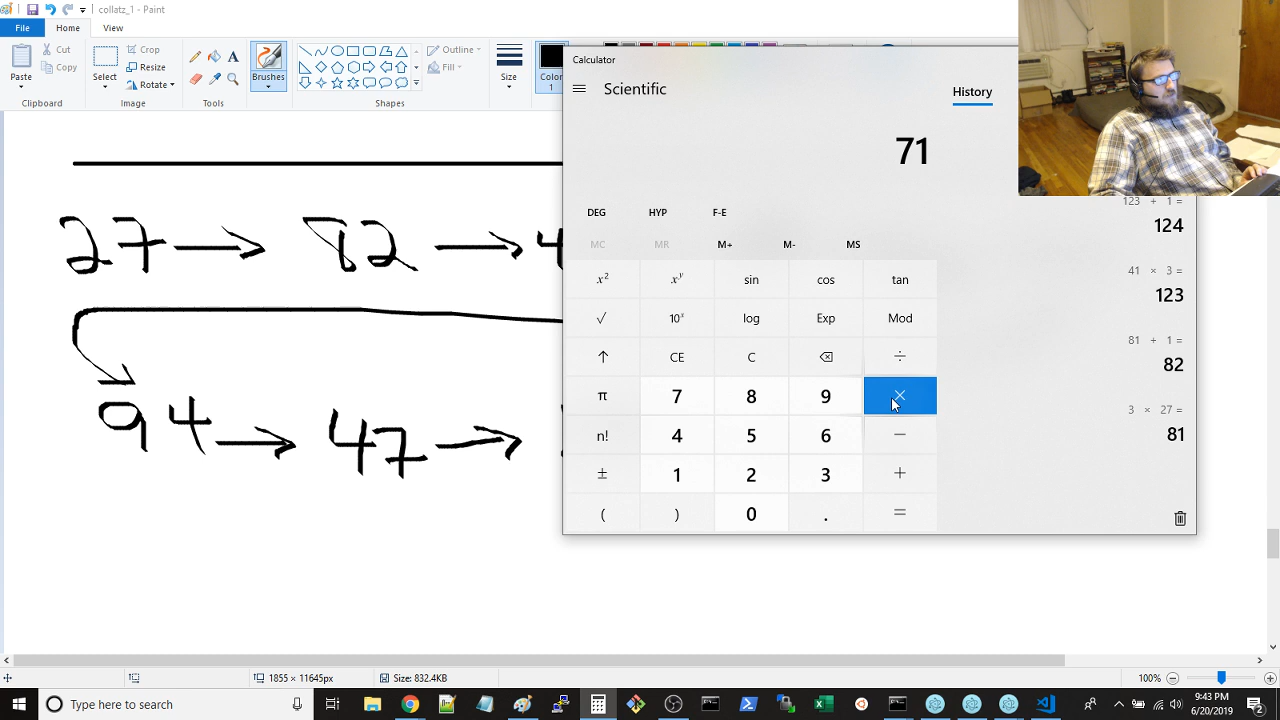 collatz_1 - Paint
File Home View
Paste Cut Copy Clipboard
Select Crop Resize Rotate Image
Tools
Brushes
Shapes
Outline Fill
Size
Color 1
Calculator
Scientific
History
71
DEG HYP F-E
MC MR M+ M- MS
x² xʸ sin cos tan
√ 10ˣ log Exp Mod
↑ CE C ⌫ ÷
π 7 8 9 ×
n! 4 5 6 −
± 1 2 3 +
( ) 0 . =
123 + 1 =
124
41 × 3 =
123
81 + 1 =
82
3 × 27 =
81
27 → 82 → 4
94 → 47 →
1855 × 11645px Size: 832.4KB 100%
Type here to search
9:43 PM
6/20/2019